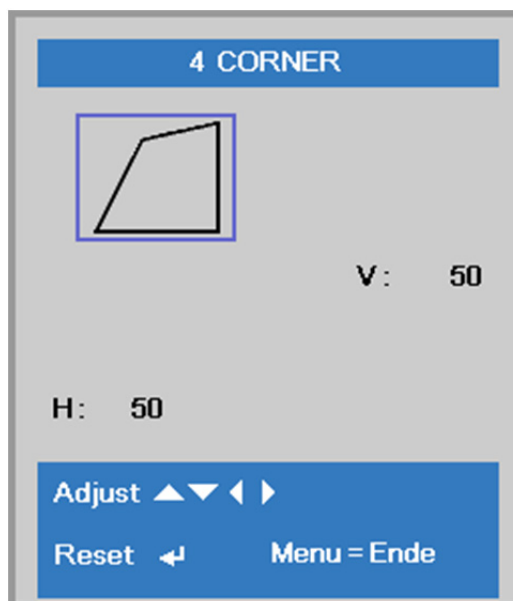 4 CORNER
V: 50
H: 50
Adjust ▲▼◀▶
Reset ↵ Menu = Ende